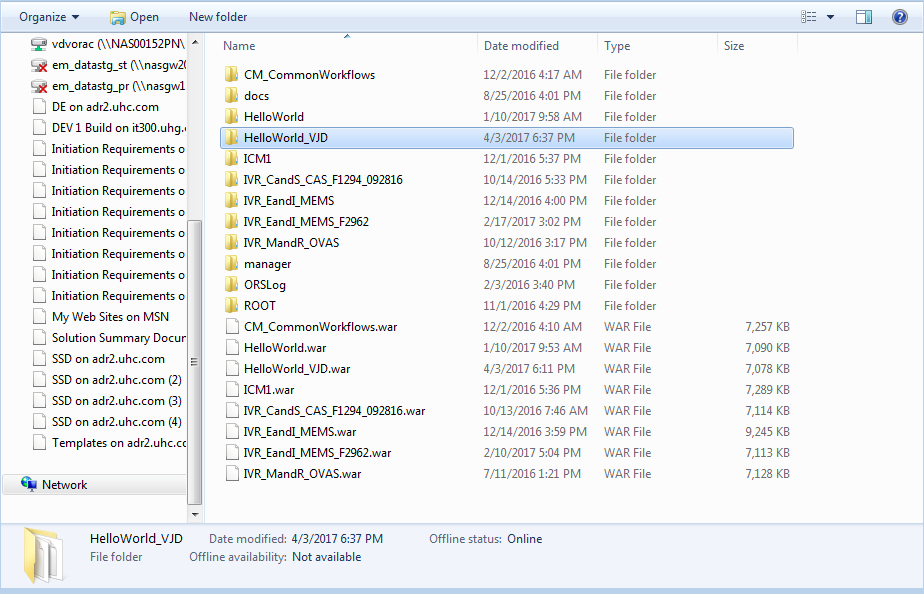 Organize Open New folder
vdvorac (\\NAS00152PN\
em_datastg_st (\\nasgw20
em_datastg_pr (\\nasgw1
DE on adr2.uhc.com
DEV 1 Build on it300.uhg.
Initiation Requirements o
Initiation Requirements o
Initiation Requirements o
Initiation Requirements o
Initiation Requirements o
Initiation Requirements o
Initiation Requirements o
Initiation Requirements o
My Web Sites on MSN
Solution Summary Docur
SSD on adr2.uhc.com
SSD on adr2.uhc.com (2)
SSD on adr2.uhc.com (3)
SSD on adr2.uhc.com (4)
Templates on adr2.uhc.cc
Network
Name Date modified Type Size
CM_CommonWorkflows 12/2/2016 4:17 AM File folder
docs 8/25/2016 4:01 PM File folder
HelloWorld 1/10/2017 9:58 AM File folder
HelloWorld_VJD 4/3/2017 6:37 PM File folder
ICM1 12/1/2016 5:37 PM File folder
IVR_CandS_CAS_F1294_092816 10/14/2016 5:33 PM File folder
IVR_EandI_MEMS 12/14/2016 4:00 PM File folder
IVR_EandI_MEMS_F2962 2/17/2017 3:02 PM File folder
IVR_MandR_OVAS 10/12/2016 3:17 PM File folder
manager 8/25/2016 4:01 PM File folder
ORSLog 2/3/2016 3:40 PM File folder
ROOT 11/1/2016 4:29 PM File folder
CM_CommonWorkflows.war 12/2/2016 4:10 AM WAR File 7,257 KB
HelloWorld.war 1/10/2017 9:53 AM WAR File 7,090 KB
HelloWorld_VJD.war 4/3/2017 6:11 PM WAR File 7,078 KB
ICM1.war 12/1/2016 5:36 PM WAR File 7,289 KB
IVR_CandS_CAS_F1294_092816.war 10/13/2016 7:46 AM WAR File 7,114 KB
IVR_EandI_MEMS.war 12/14/2016 3:59 PM WAR File 9,245 KB
IVR_EandI_MEMS_F2962.war 2/10/2017 5:04 PM WAR File 7,113 KB
IVR_MandR_OVAS.war 7/11/2016 1:21 PM WAR File 7,128 KB
HelloWorld_VJD Date modified: 4/3/2017 6:37 PM Offline status: Online
File folder Offline availability: Not available